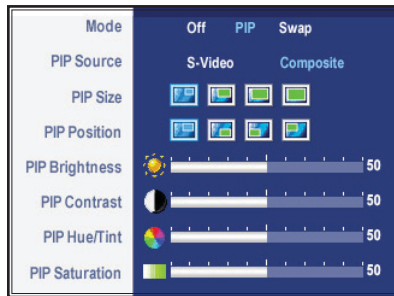 Mode Off PIP Swap
PIP Source S-Video Composite
PIP Size
PIP Position
PIP Brightness 50
PIP Contrast 50
PIP Hue/Tint 50
PIP Saturation 50